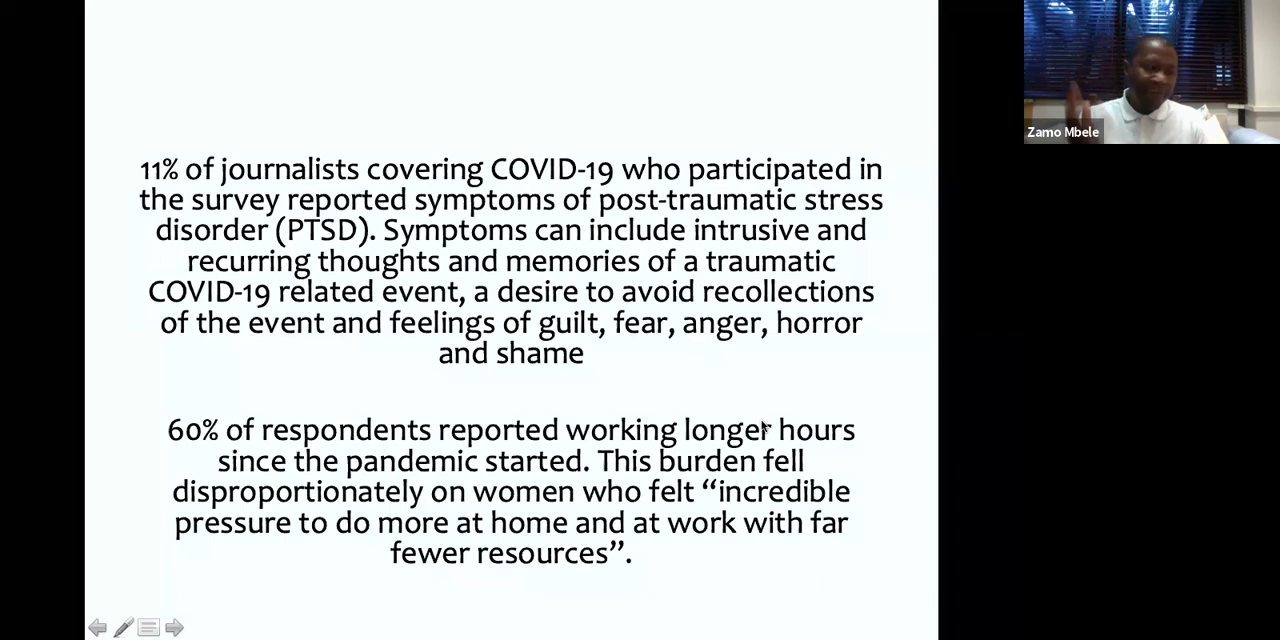 11% of journalists covering COVID-19 who participated in
the survey reported symptoms of post-traumatic stress
disorder (PTSD). Symptoms can include intrusive and
recurring thoughts and memories of a traumatic
COVID-19 related event, a desire to avoid recollections
of the event and feelings of guilt, fear, anger, horror
and shame
60% of respondents reported working longer hours
since the pandemic started. This burden fell
disproportionately on women who felt “incredible
pressure to do more at home and at work with far
fewer resources”.
Zamo Mbele